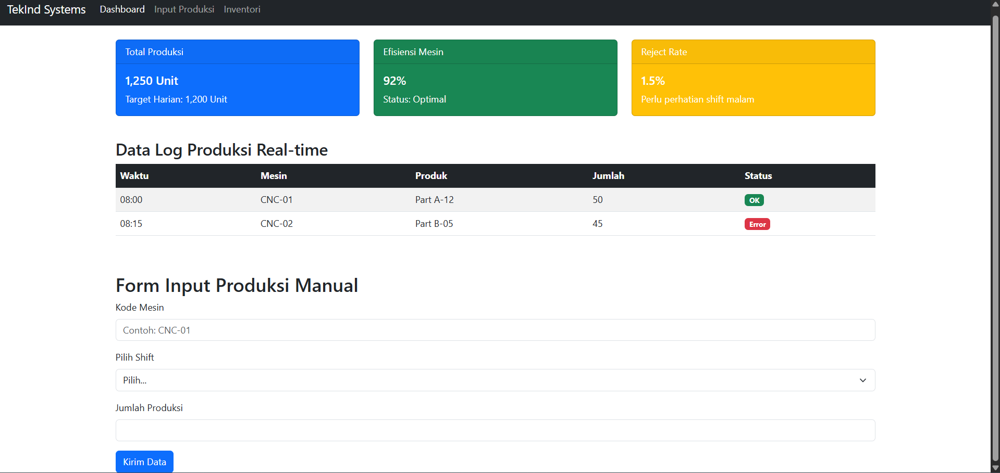 TekInd Systems Dashboard Input Produksi Inventori
Total Produksi
1,250 Unit
Target Harian: 1,200 Unit
Efisiensi Mesin
92%
Status: Optimal
Reject Rate
1.5%
Perlu perhatian shift malam
Data Log Produksi Real-time
Waktu Mesin Produk Jumlah Status
08:00 CNC-01 Part A-12 50 OK
08:15 CNC-02 Part B-05 45 Error
Form Input Produksi Manual
Kode Mesin
Contoh: CNC-01
Pilih Shift
Pilih...
Jumlah Produksi
Kirim Data